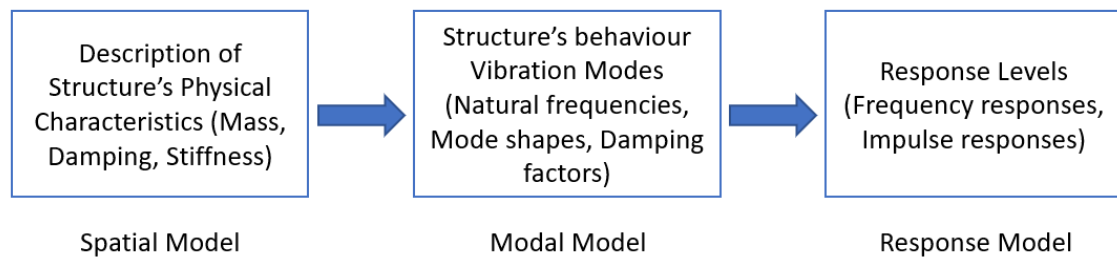 Description of
Structure’s Physical
Characteristics (Mass,
Damping, Stiffness)
Structure’s behaviour
Vibration Modes
(Natural frequencies,
Mode shapes, Damping
factors)
Response Levels
(Frequency responses,
Impulse responses)
Spatial Model
Modal Model
Response Model